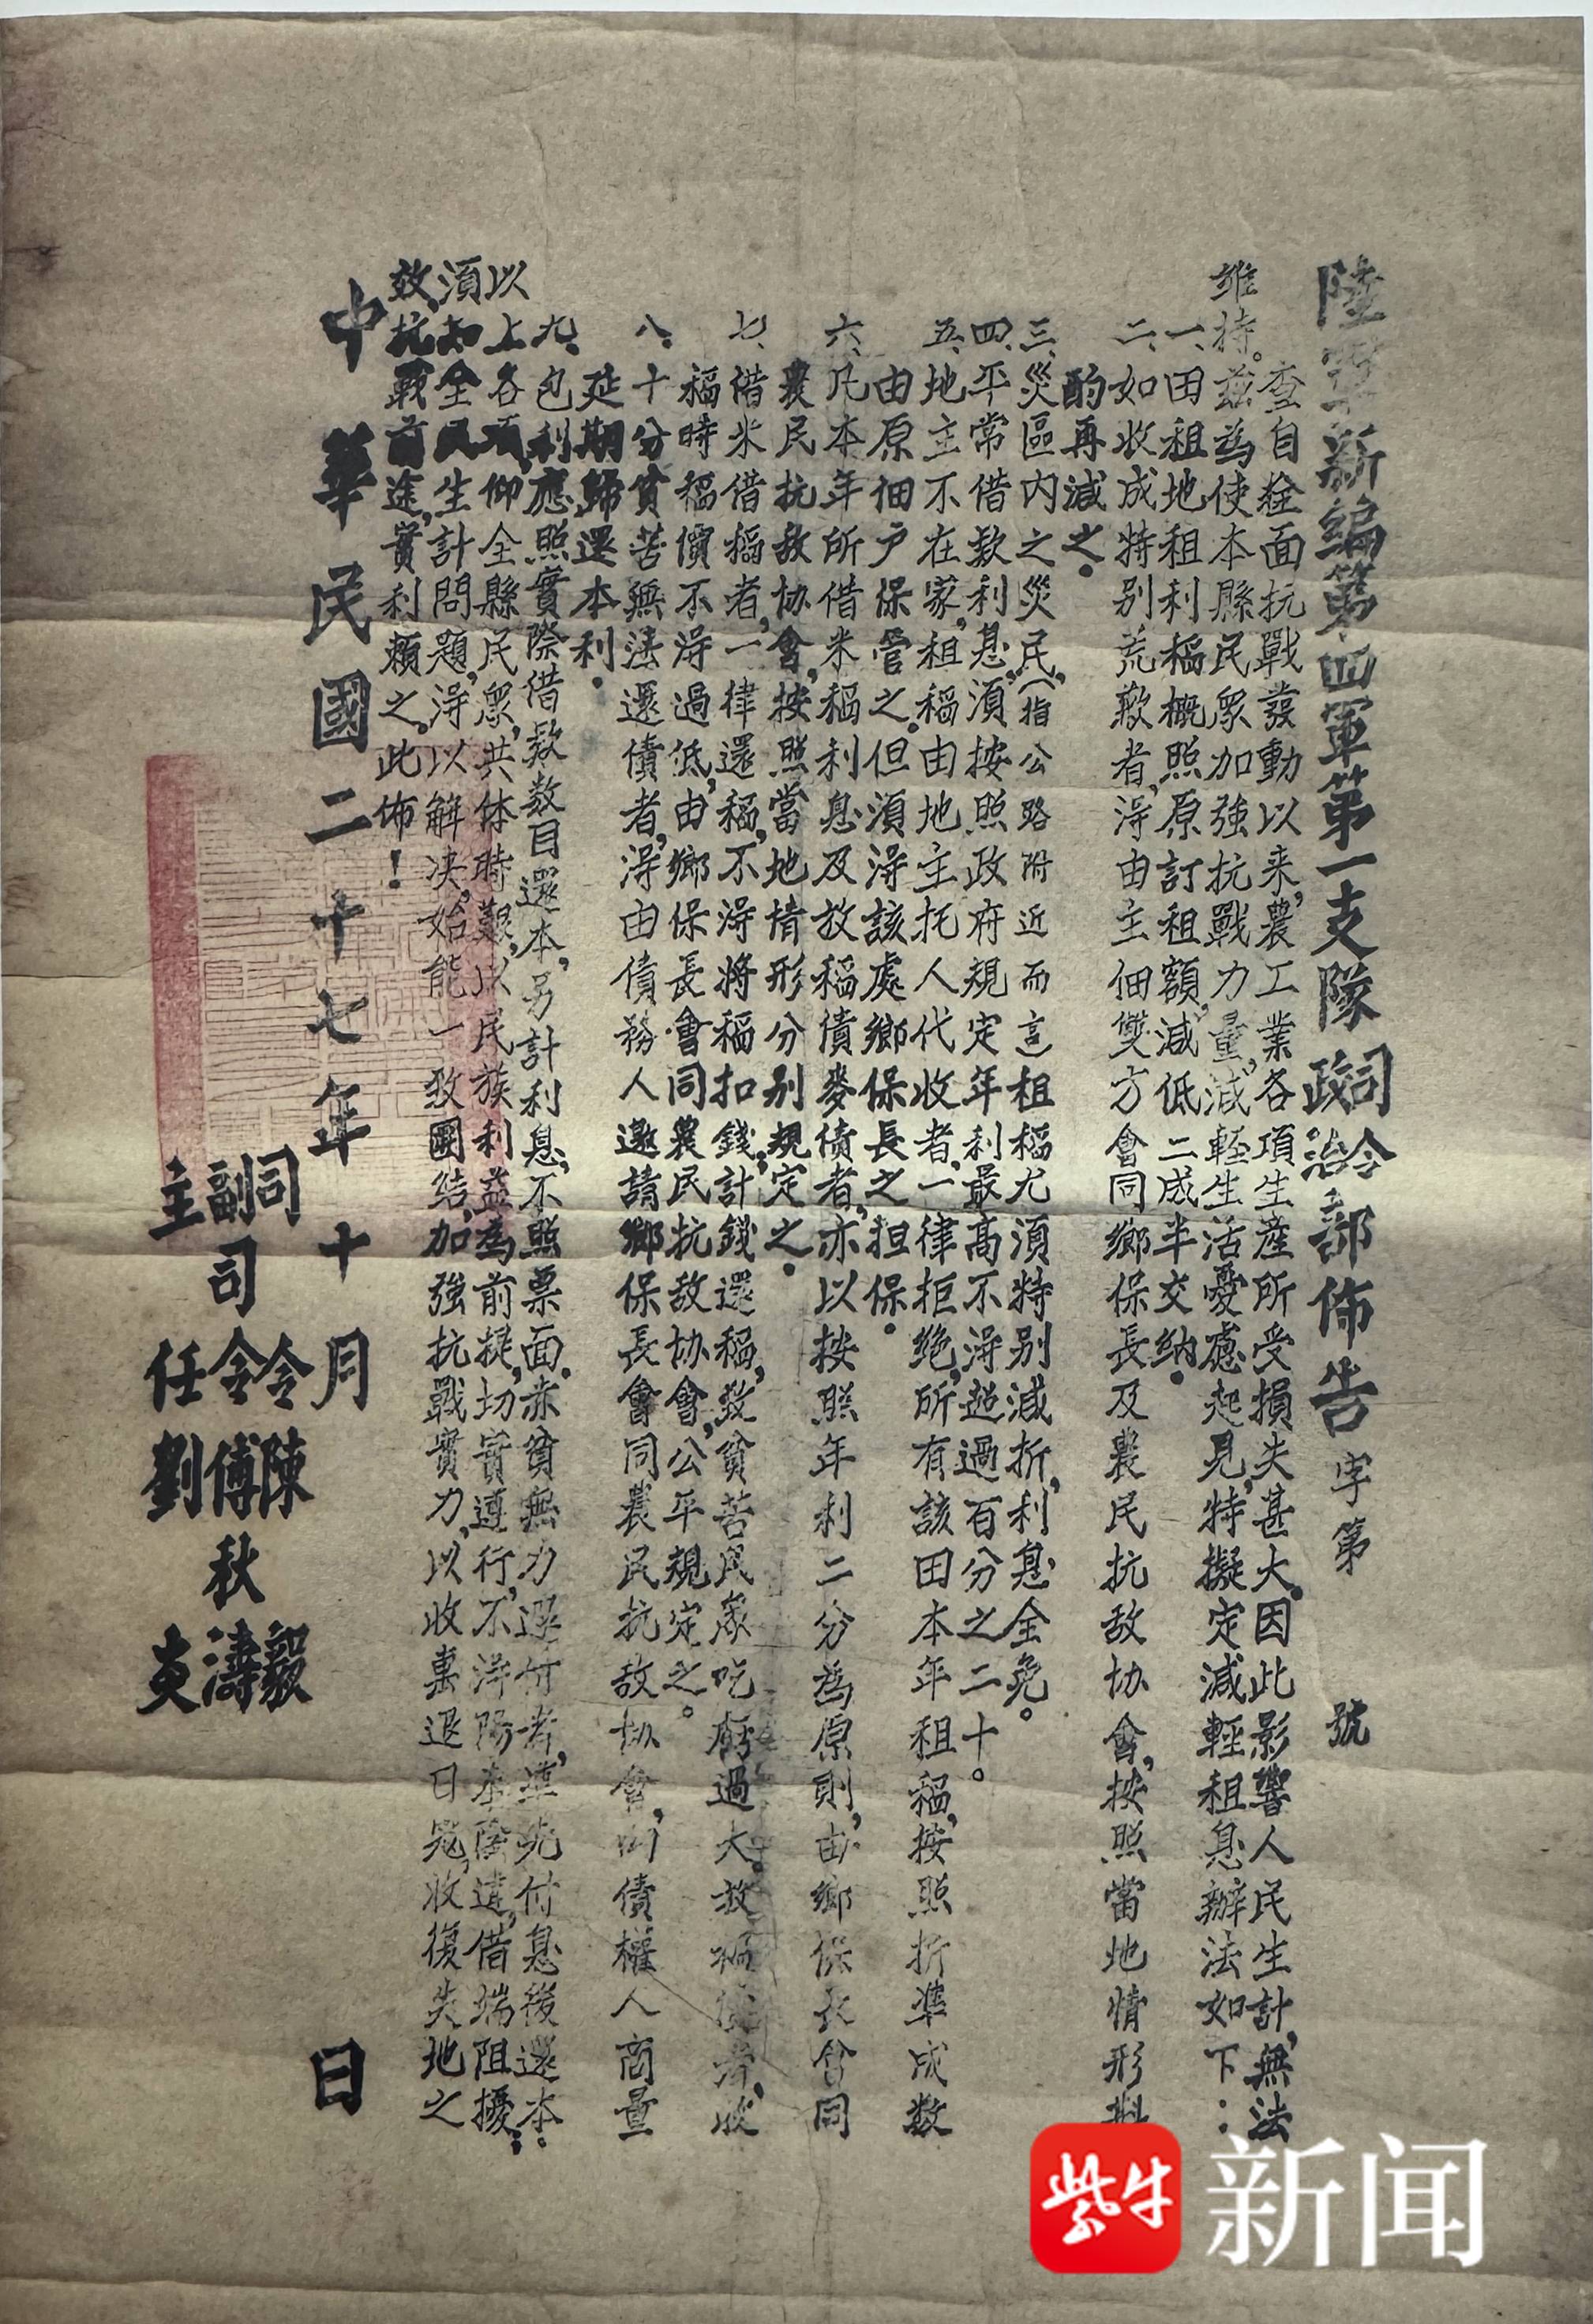 陸軍新編第四軍第一支隊司令政治部佈告 字第 號
查自全面抗戰發動以来,農工業各項生產所受損失甚大。因此影響人民生計,無法
維持。茲為使本縣民眾加強抗戰力量,減輕生活憂慮起見,特擬定減輕租息辦法如下:
一、田租地租利稻概照原訂租額,減低二成半交納。
二、如收成特别荒歉者,得由主佃雙方會同鄉保長及農民抗敌协會,按照當地情形斟
酌再減之。
三、災區内之災民,(指公路附近而言)租稻尤須特别減折,利息全免。
四、平常借款利息,須按照政府規定年利最高不得超過百分之二十。
五、地主不在家,租稻由地主托人代收者,一律拒绝,所有該田本年租稻,按照折準成数
由原佃户保管之。但須得該處鄉保長之担保。
六、凡本年所借米稻利息及放稻債麥債者,亦以按照年利二分為原則,由鄉保長會同
農民抗敌协會,按照當地情形分别規定之。
七、借米借稻者,一律還稻,不得將稻扣錢,計錢還稻,致貧苦民眾吃虧過大。放稻債者,收
稻時稻價不得過低,由鄉保長會同農民抗敌协會,公平規定之。
八、十分貧苦無法還債者,得由債務人邀請鄉保長會同農民抗敌协會,向債權人商量
延期歸還本利。
九、包利應照實際借款数目還本,另計利息,不照票面。赤貧無力還付者,準先付息後還本。
以上各項,仰全縣民眾,共体時艱,以民族利益為前提,切實遵行,不得陽奉陰違,借端阻擾;
須知全民生計問題,得以解决,始能一致團结,加強抗戰實力,以收東退日冦,收復失地之
效,抗戰前途,實利賴之。此佈!
中華民國二十七年十月 日
司令陳毅
副司令傅秋濤
主任劉炎
紫牛新闻